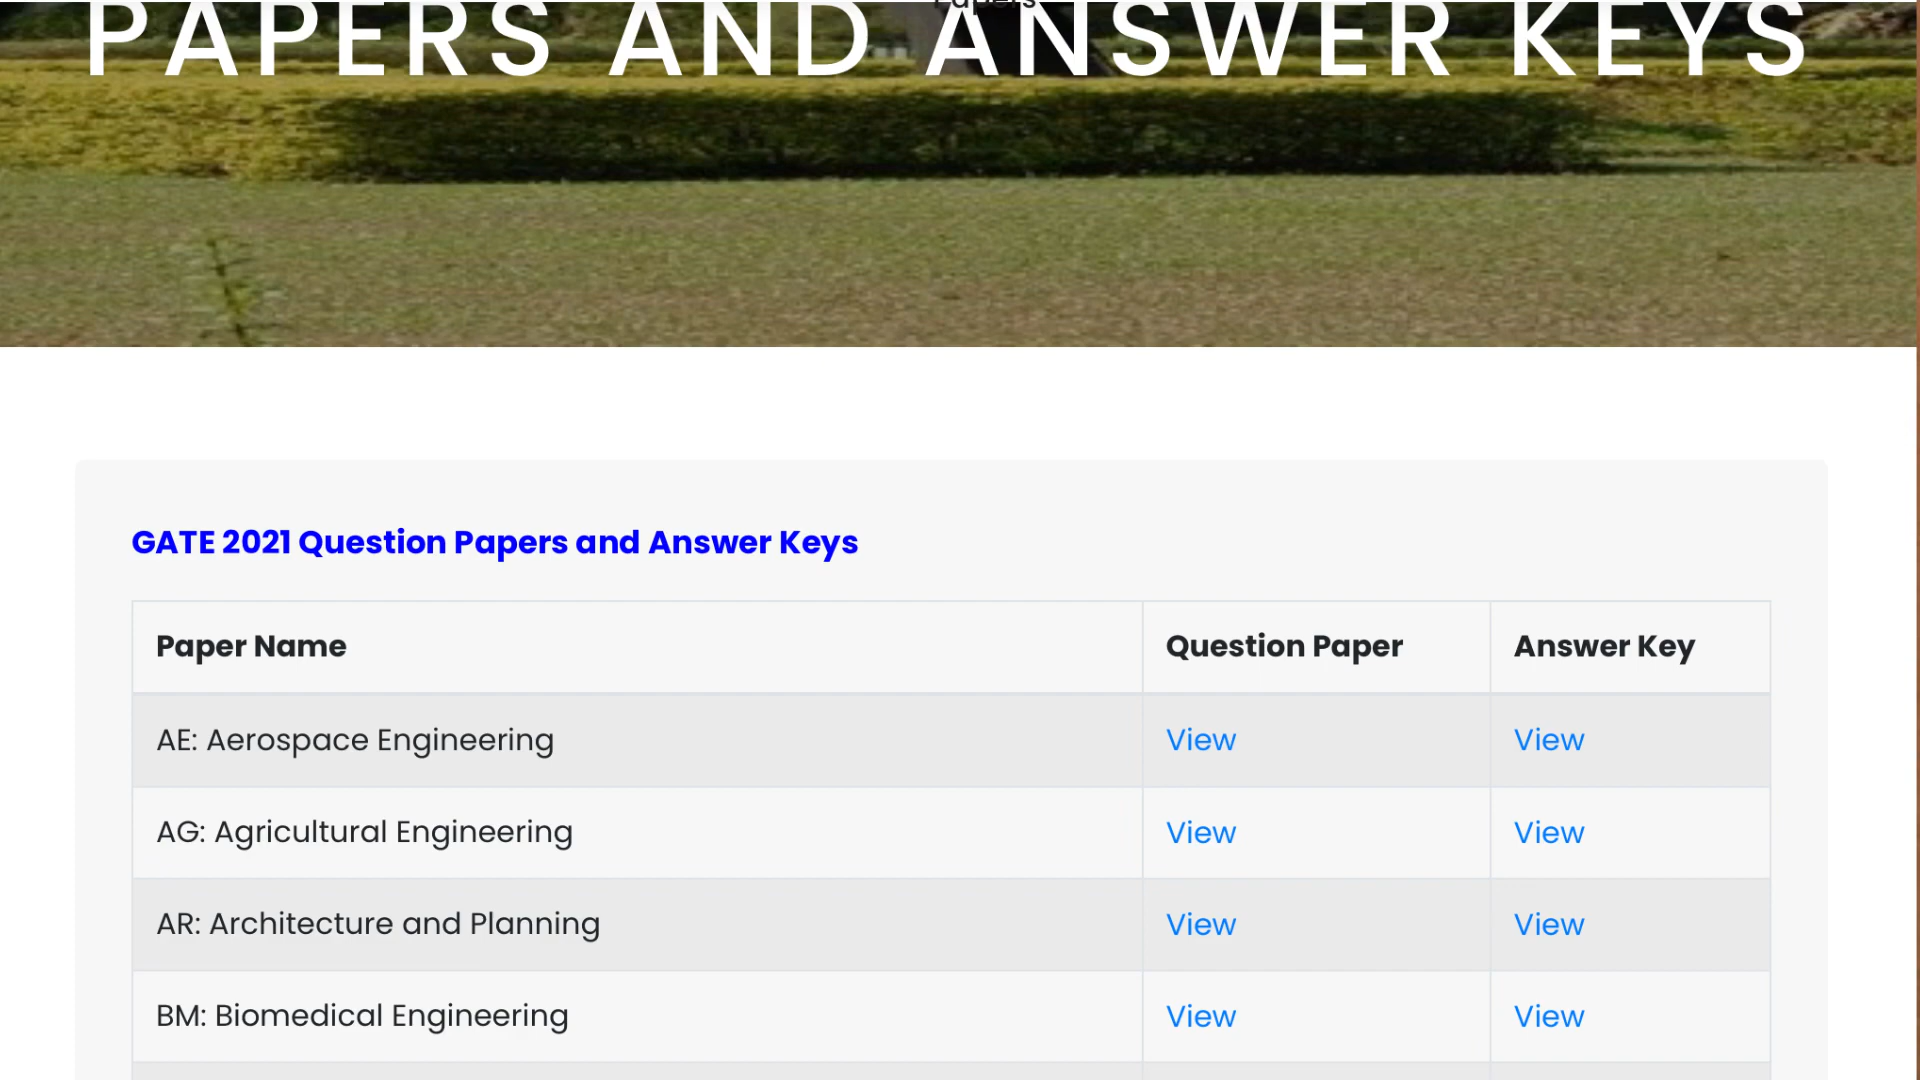 Papers
PAPERS AND ANSWER KEYS
GATE 2021 Question Papers and Answer Keys
Paper Name Question Paper Answer Key
AE: Aerospace Engineering View View
AG: Agricultural Engineering View View
AR: Architecture and Planning View View
BM: Biomedical Engineering View View